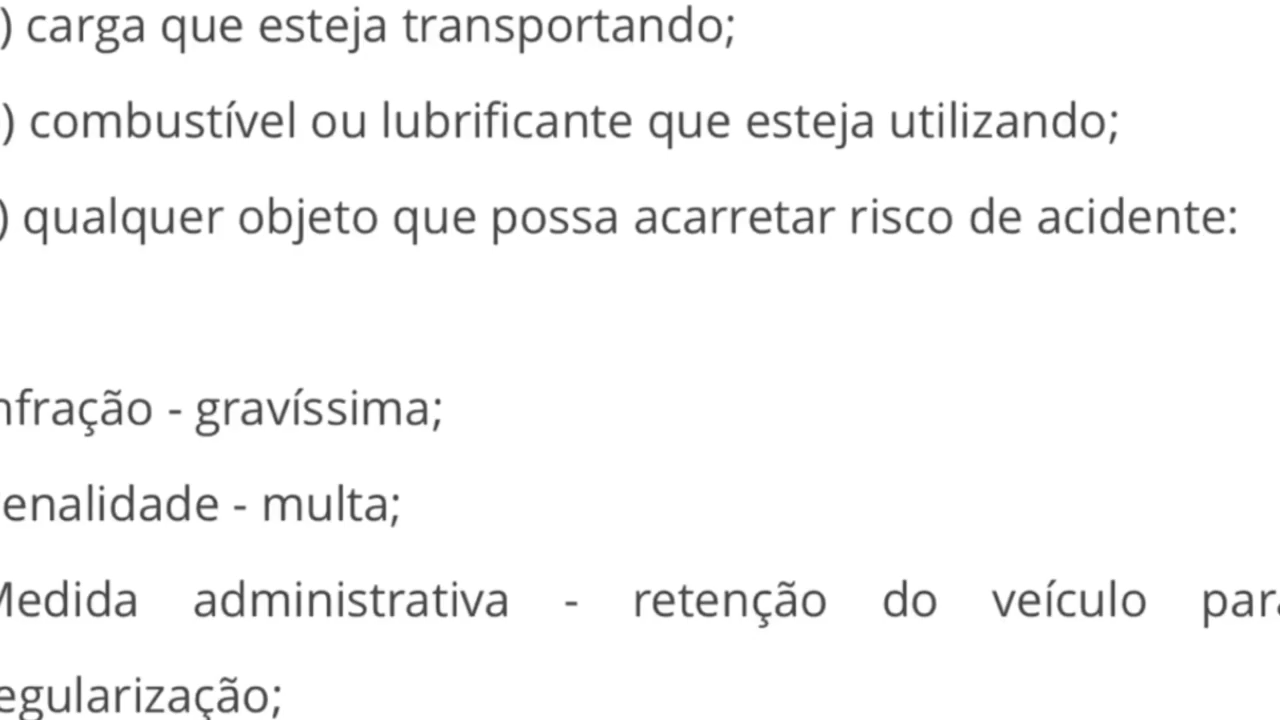 ) carga que esteja transportando;
) combustível ou lubrificante que esteja utilizando;
) qualquer objeto que possa acarretar risco de acidente:
nfração - gravíssima;
enalidade - multa;
Medida administrativa - retenção do veículo para
egularização;